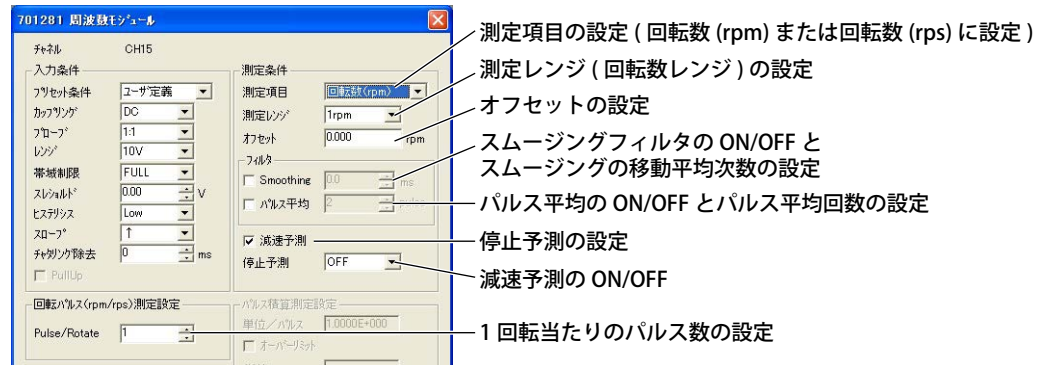 701281 周波数ﾓｼﾞｭｰﾙ
ﾁｬﾈﾙ CH15
入力条件
ﾌﾟﾘｾｯﾄ条件 ﾕｰｻﾞ定義
ｶｯﾌﾟﾘﾝｸﾞ DC
ﾌﾟﾛｰﾌﾞ 1:1
ﾚﾝｼﾞ 10V
帯域制限 FULL
ｽﾚｼｮﾙﾄﾞ 0.00 V
ﾋｽﾃﾘｼｽ Low
ｽﾛｰﾌﾟ ↑
ﾁｬﾀﾘﾝｸﾞ除去 0 ms
PullUp
回転ﾊﾟﾙｽ(rpm/rps)測定設定
Pulse/Rotate 1
測定条件
測定項目 回転数(rpm)
測定ﾚﾝｼﾞ 1rpm
ｵﾌｾｯﾄ 0.000 rpm
ﾌｨﾙﾀ
Smoothing 0.0 ms
ﾊﾟﾙｽ平均 2 pulse
減速予測
停止予測 OFF
ﾊﾟﾙｽ積算測定設定
単位/ﾊﾟﾙｽ 1.0000E+000
ｵｰﾊﾞｰﾘﾐｯﾄ
測定項目の設定 ( 回転数 (rpm) または回転数 (rps) に設定 )
測定レンジ ( 回転数レンジ ) の設定
オフセットの設定
スムージングフィルタの ON/OFF と
スムージングの移動平均次数の設定
パルス平均の ON/OFF とパルス平均回数の設定
停止予測の設定
減速予測の ON/OFF
1 回転当たりのパルス数の設定